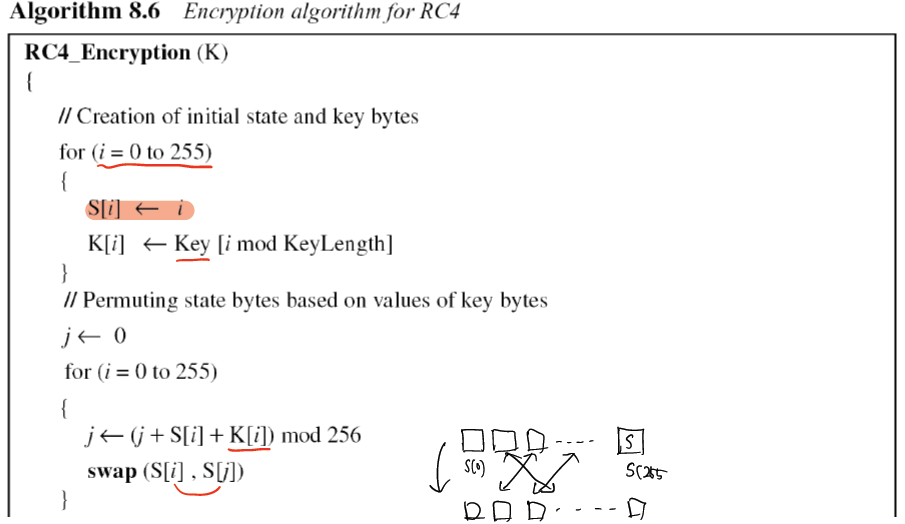 Algorithm 8.6 Encryption algorithm for RC4
RC4_Encryption (K)
{
// Creation of initial state and key bytes
for (i = 0 to 255)
{
S[i] ← i
K[i] ← Key [i mod KeyLength]
}
// Permuting state bytes based on values of key bytes
j ← 0
for (i = 0 to 255)
{
j ← (j + S[i] + K[i]) mod 256
swap (S[i] , S[j])
}
S
S(0)
S(255